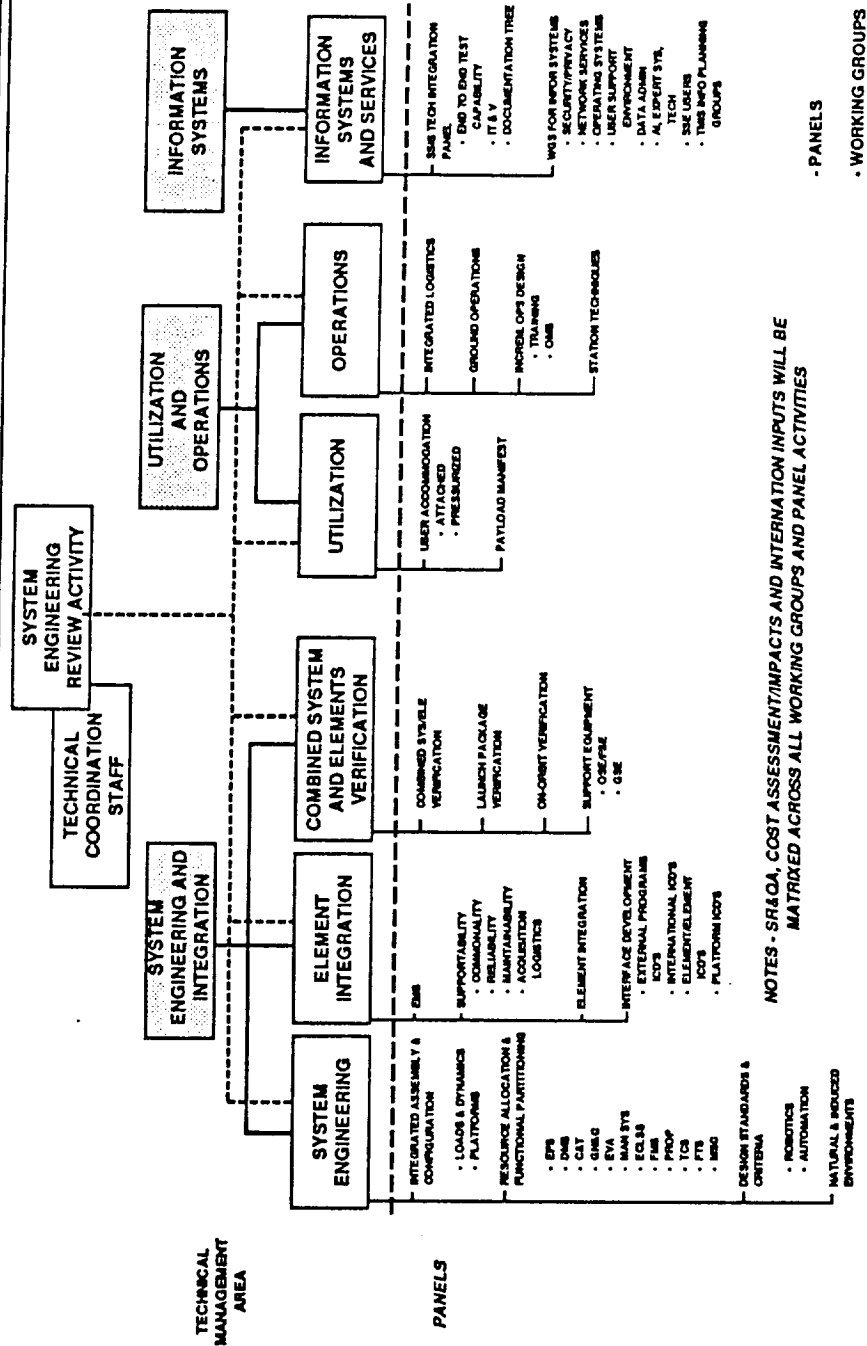 SYSTEM
ENGINEERING
REVIEW ACTIVITY
TECHNICAL
COORDINATION
STAFF
SYSTEM
ENGINEERING AND
INTEGRATION
UTILIZATION
AND
OPERATIONS
INFORMATION
SYSTEMS
TECHNICAL
MANAGEMENT
AREA
SYSTEM
ENGINEERING
ELEMENT
INTEGRATION
COMBINED SYSTEM
AND ELEMENTS
VERIFICATION
UTILIZATION
OPERATIONS
INFORMATION
SYSTEMS
AND SERVICES
PANELS
INTEGRATED ASSEMBLY &
CONFIGURATION
• LOADS & DYNAMICS
• PLATFORMS
RESOURCE ALLOCATION &
FUNCTIONAL PARTITIONING
• EPS
• DMS
• C&T
• GN&C
• EVA
• MAN SYS
• ECLSS
• FMS
• PROP
• TCS
• FTS
• MSC
DESIGN STANDARDS &
CRITERIA
• ROBOTICS
• AUTOMATION
NATURAL & INDUCED
ENVIRONMENTS
EMS
SUPPORTABILITY
• COMMONALITY
• RELIABILITY
• MAINTAINABILITY
• ACQUISITION
LOGISTICS
ELEMENT INTEGRATION
INTERFACE DEVELOPMENT
• EXTERNAL PROGRAMS
ICD'S
• INTERNATIONAL ICD'S
• ELEMENT/ELEMENT
ICD'S
• PLATFORM ICD'S
COMBINED SYS/ELE
VERIFICATION
LAUNCH PACKAGE
VERIFICATION
ON-ORBIT VERIFICATION
SUPPORT EQUIPMENT
• OSE/FSE
• GSE
USER ACCOMMODATION
• ATTACHED
• PRESSURIZED
PAYLOAD MANIFEST
INTEGRATED LOGISTICS
GROUND OPERATIONS
INCREM. OPS DESIGN
• TRAINING
• OMS
STATION TECHNIQUES
SSIS TECH INTEGRATION
PANEL
• END TO END TEST
CAPABILITY
• IT & V
• DOCUMENTATION TREE
WGS FOR INFOR SYSTEMS
• SECURITY/PRIVACY
• NETWORK SERVICES
• OPERATING SYSTEMS
• USER SUPPORT
ENVIRONMENT
• DATA ADMIN
• AI, EXPERT SYS,
TECH
• SSE USERS
• TMIS INFO PLANNING
GROUPS
NOTES - SR&QA, COST ASSESSMENT/IMPACTS AND INTERNATION INPUTS WILL BE
MATRIXED ACROSS ALL WORKING GROUPS AND PANEL ACTIVITIES
- PANELS
• WORKING GROUPS